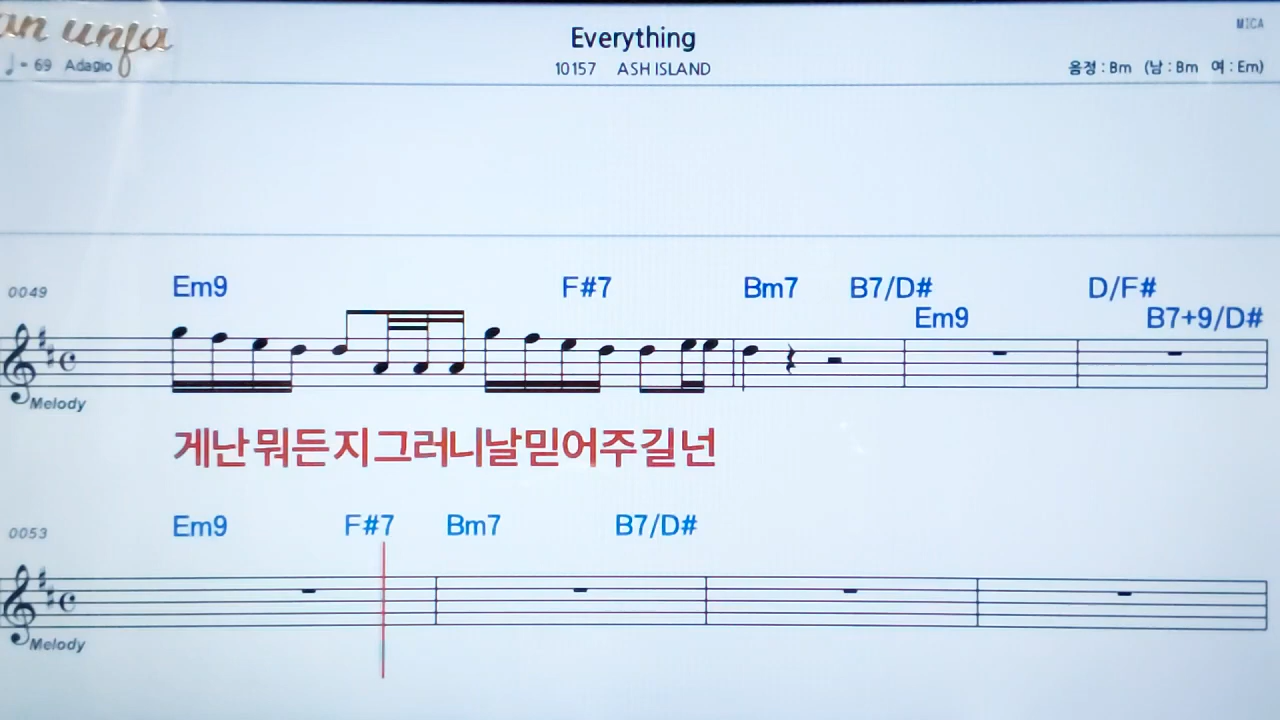 Everything
MICA
♩= 69 Adagio
10157 ASH ISLAND
음정 : Bm (남 : Bm 여 : Em)
Em9 F#7 Bm7 B7/D# D/F#
0049
Em9 B7+9/D#
Melody
게난뭐든지그러니날믿어주길넌
Em9 F#7 Bm7 B7/D#
0053
Melody